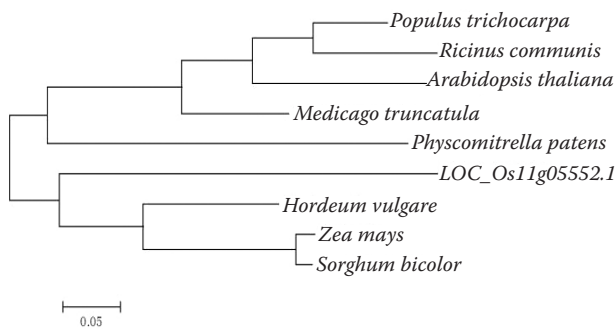 Populus trichocarpa
Ricinus communis
Arabidopsis thaliana
Medicago truncatula
Physcomitrella patens
LOC_Os11g05552.1
Hordeum vulgare
Zea mays
Sorghum bicolor
0.05